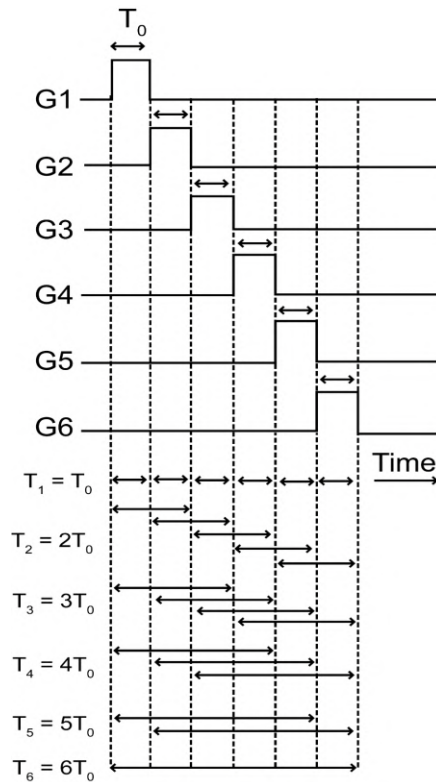 T₀
G1
G2
G3
G4
G5
G6
Time
T₁ = T₀
T₂ = 2T₀
T₃ = 3T₀
T₄ = 4T₀
T₅ = 5T₀
T₆ = 6T₀